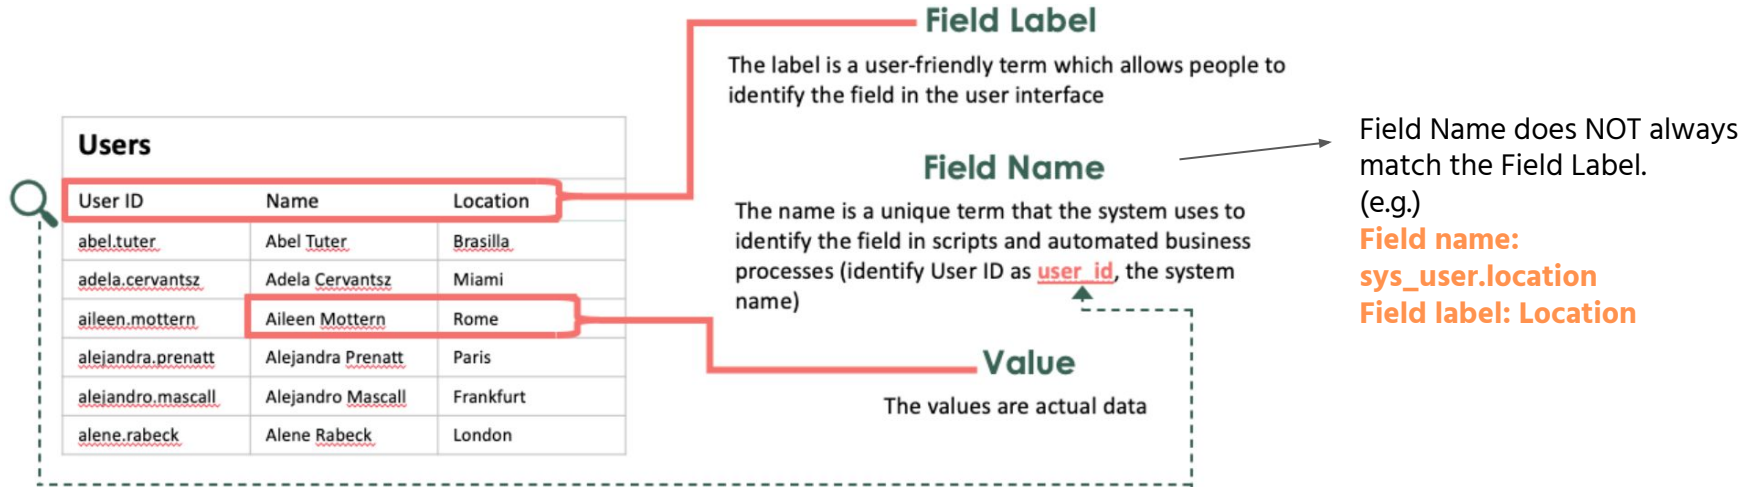 Field Label
The label is a user-friendly term which allows people to
identify the field in the user interface
Users
User ID Name Location
abel.tuter Abel Tuter Brasilla
adela.cervantsz Adela Cervantsz Miami
aileen.mottern Aileen Mottern Rome
alejandra.prenatt Alejandra Prenatt Paris
alejandro.mascall Alejandro Mascall Frankfurt
alene.rabeck Alene Rabeck London
Field Name
The name is a unique term that the system uses to
identify the field in scripts and automated business
processes (identify User ID as user_id, the system
name)
Value
The values are actual data
Field Name does NOT always
match the Field Label.
(e.g.)
Field name:
sys_user.location
Field label: Location